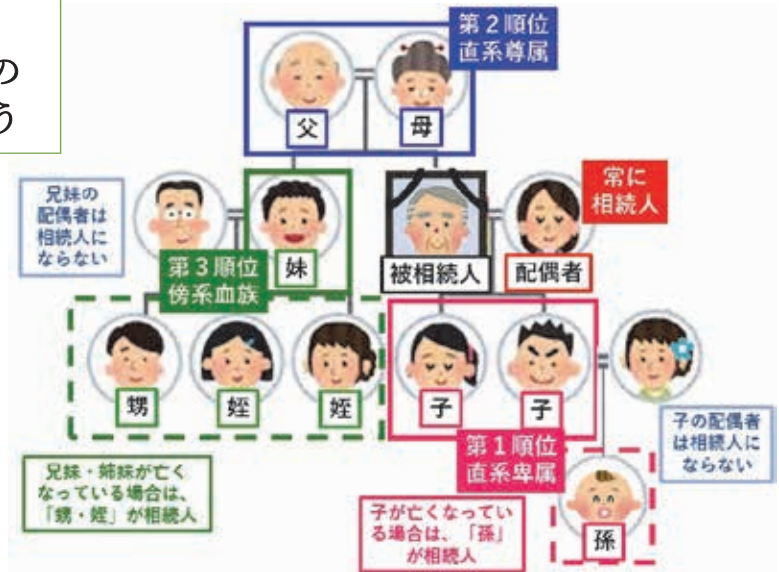 の
う
第２順位
直系尊属
父
母
兄妹の
配偶者は
相続人に
ならない
常に
相続人
第３順位
傍系血族
妹
被相続人
配偶者
甥
姪
姪
子
子
第１順位
直系卑属
子の配偶者
は相続人に
ならない
兄妹・姉妹が亡く
なっている場合は、
「甥・姪」が相続人
子が亡くなってい
る場合は、「孫」
が相続人
孫